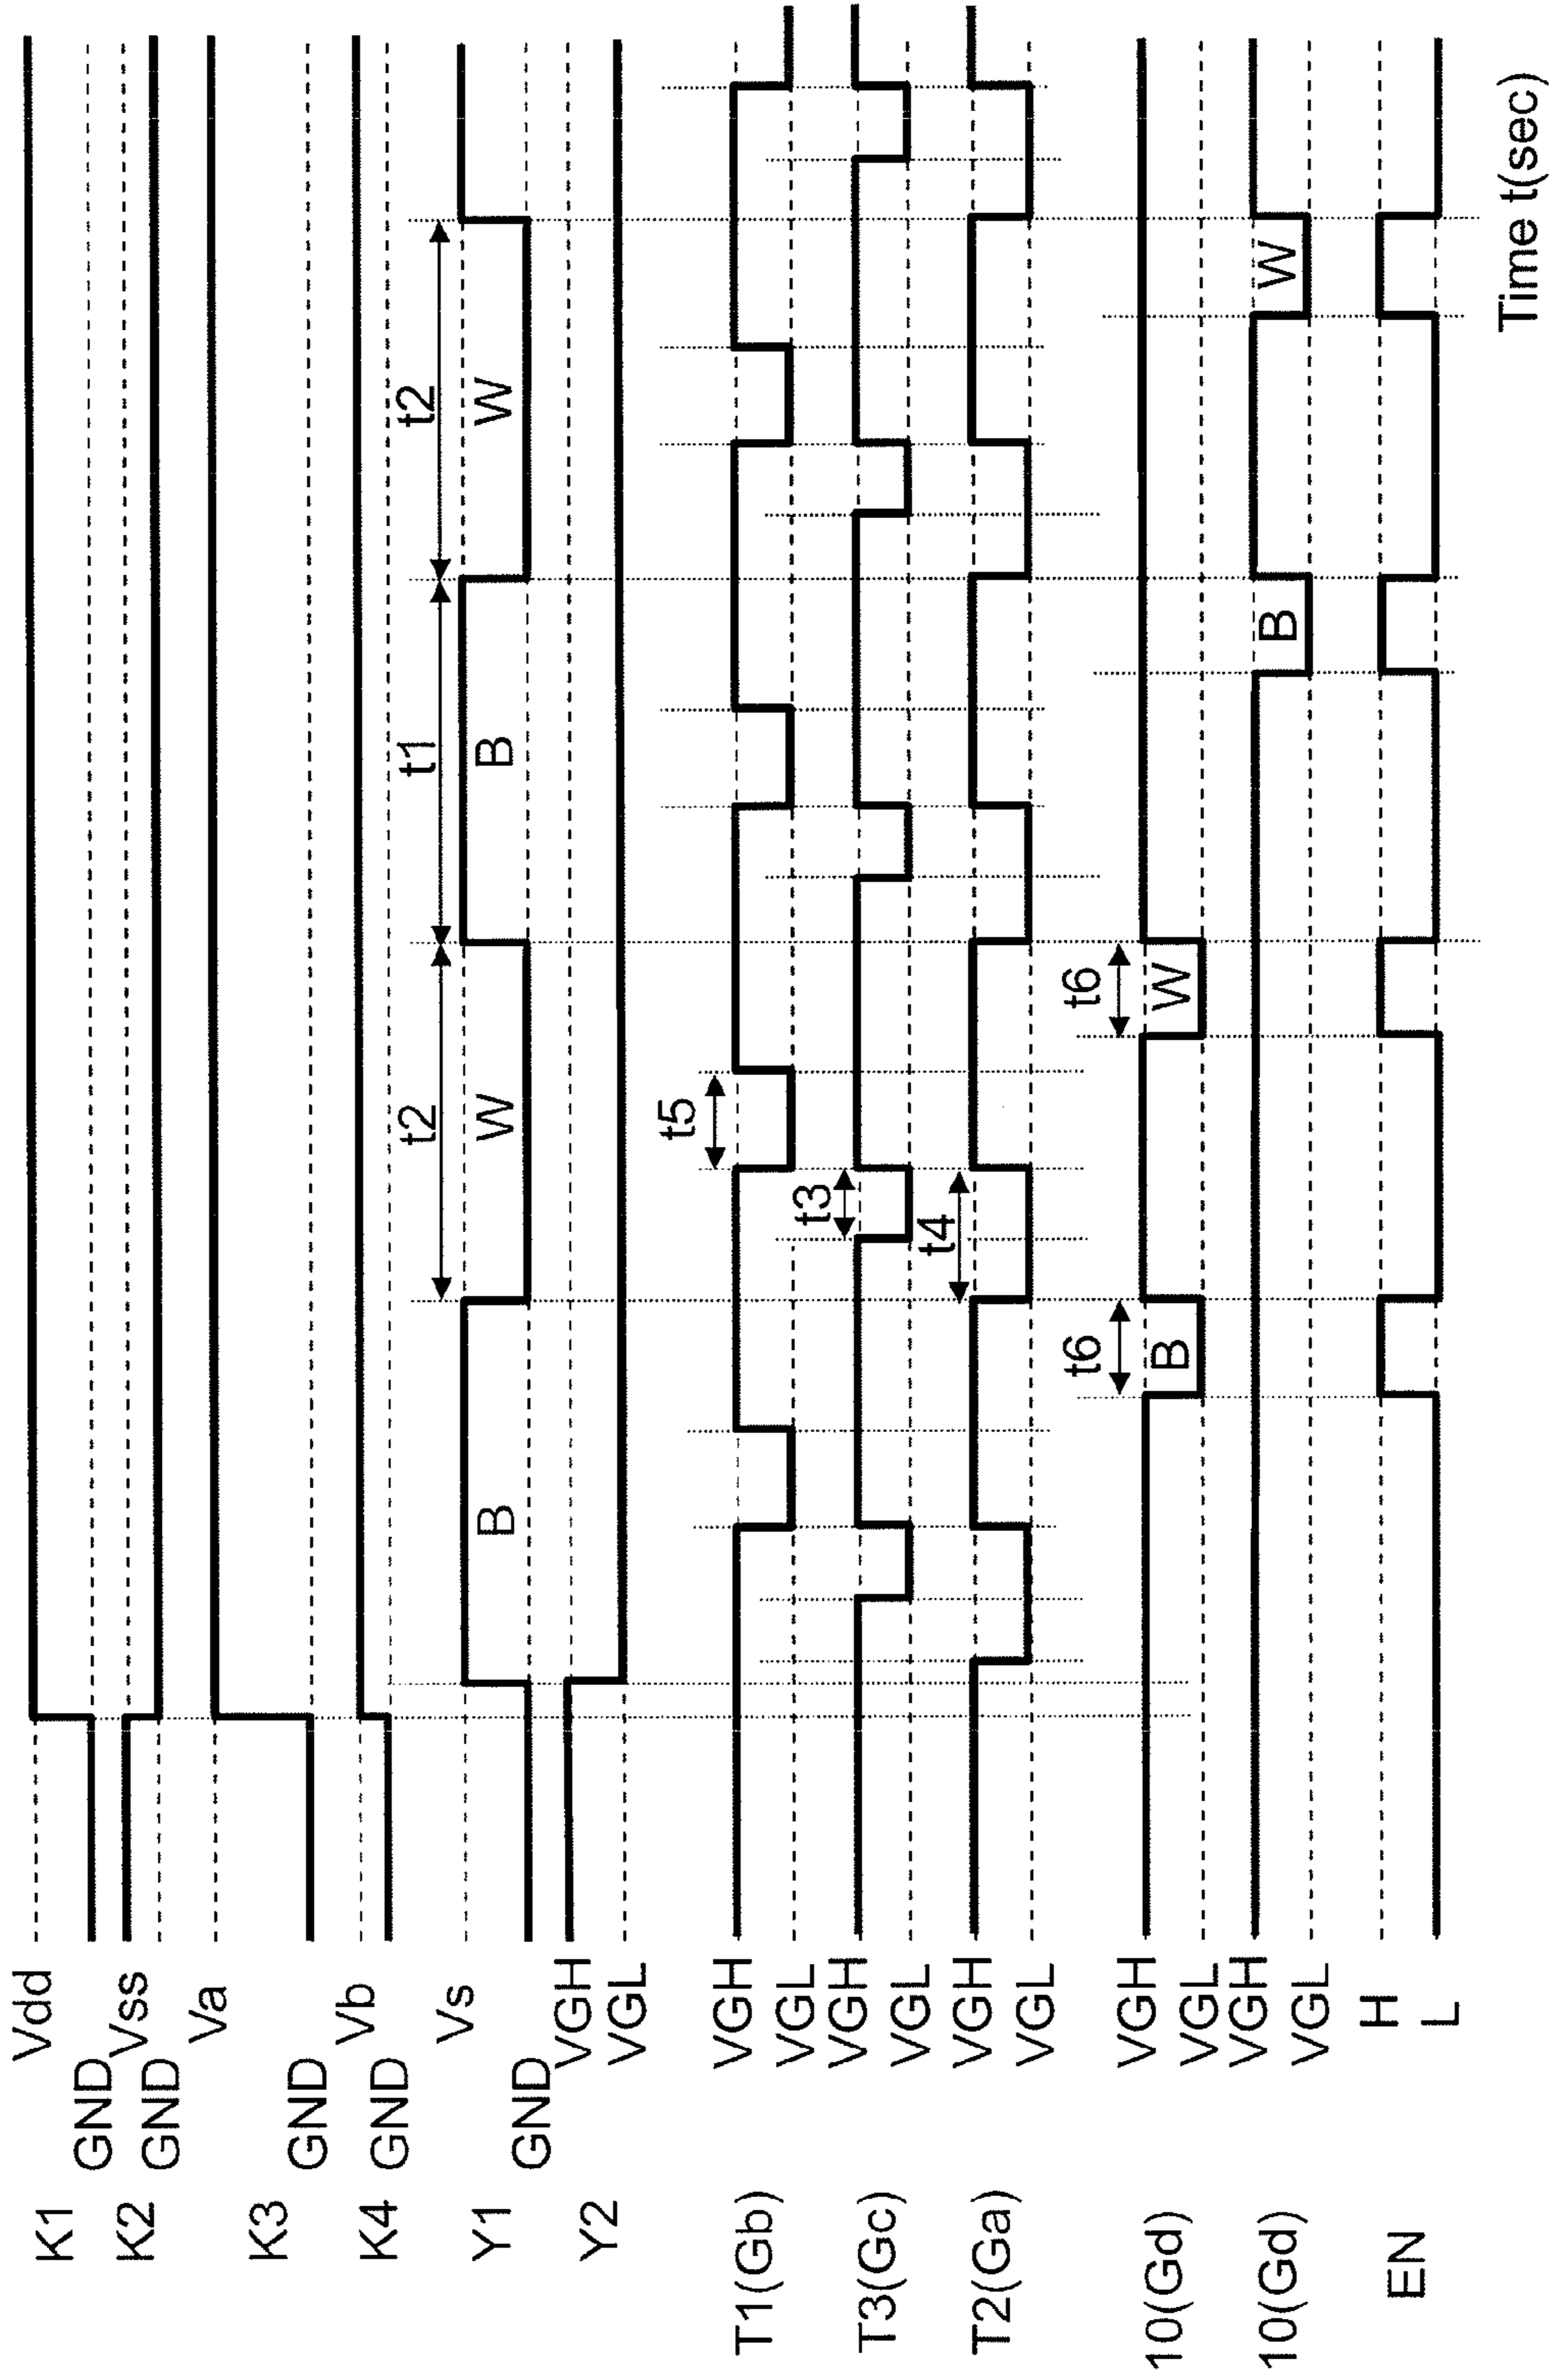 K1 Vdd
GND
K2 Vss
GND
K3 Va
GND
K4 Vb
GND
Y1 Vs
GND
B W B W
t2 t1 t2
Y2 VGH
VGL
T1(Gb) VGH
VGL
t5
T3(Gc) VGH
VGL
t3
T2(Ga) VGH
VGL
t4
10(Gd) VGH
VGL
t6 t6
B W
10(Gd) VGH
VGL
B W
EN H
L
Time t(sec)